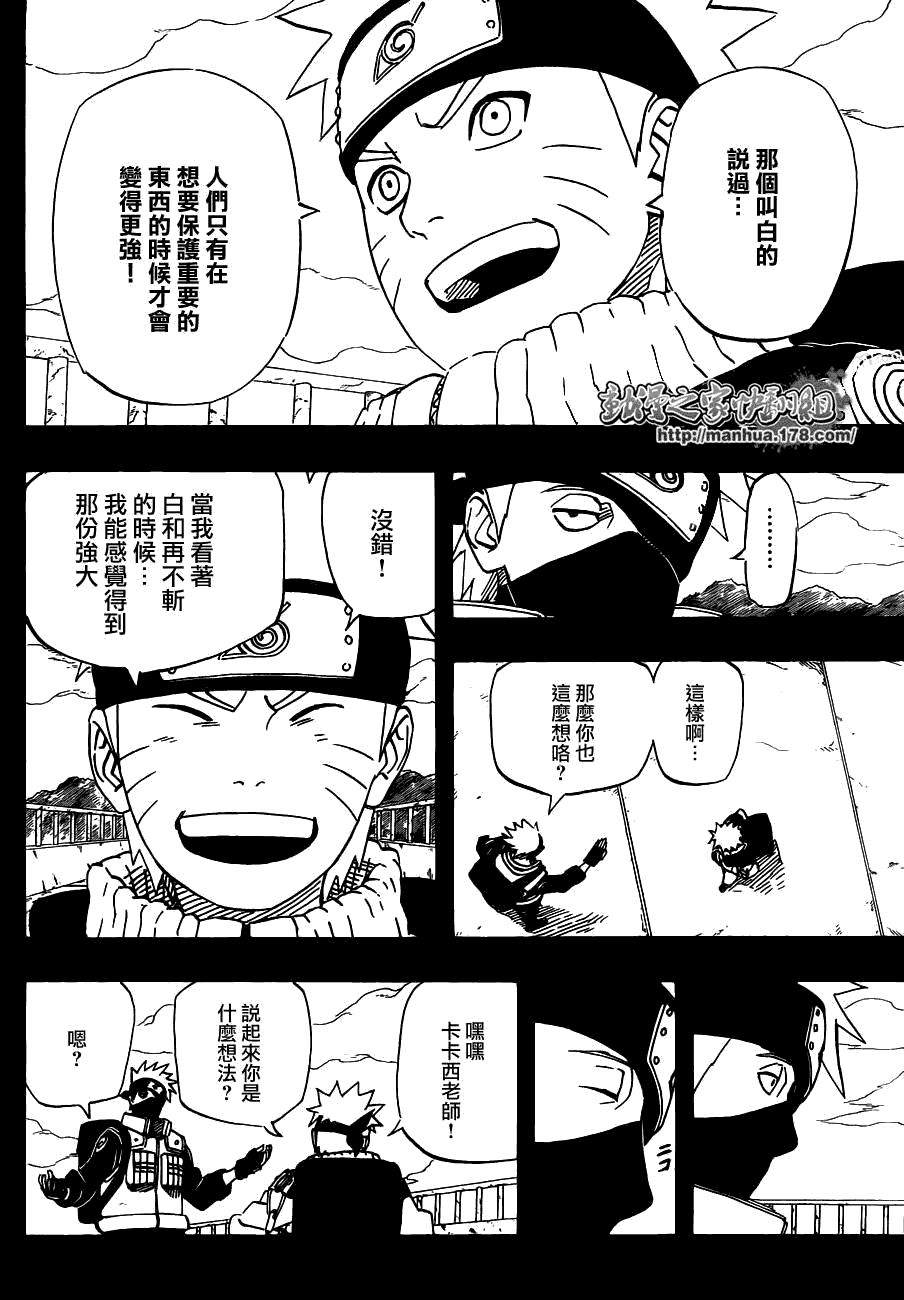 那個叫白的
說過…
人們只有在
想要保護重要的
東西的時候才會
變得更強！
動漫之家
http://manhua.178.com/
………
沒錯！
當我看著
白和再不斬
的時候…
我能感覺得到
那份強大
這樣啊…
那麼你也
這麼想咯？
ニコ
嘿嘿
卡卡西老師！
說起來你是
什麼想法？
嗯？